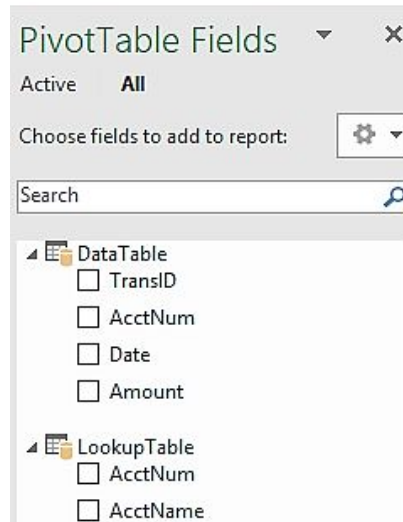 PivotTable Fields
Active All
Choose fields to add to report:
Search
DataTable
TransID
AcctNum
Date
Amount
LookupTable
AcctNum
AcctName